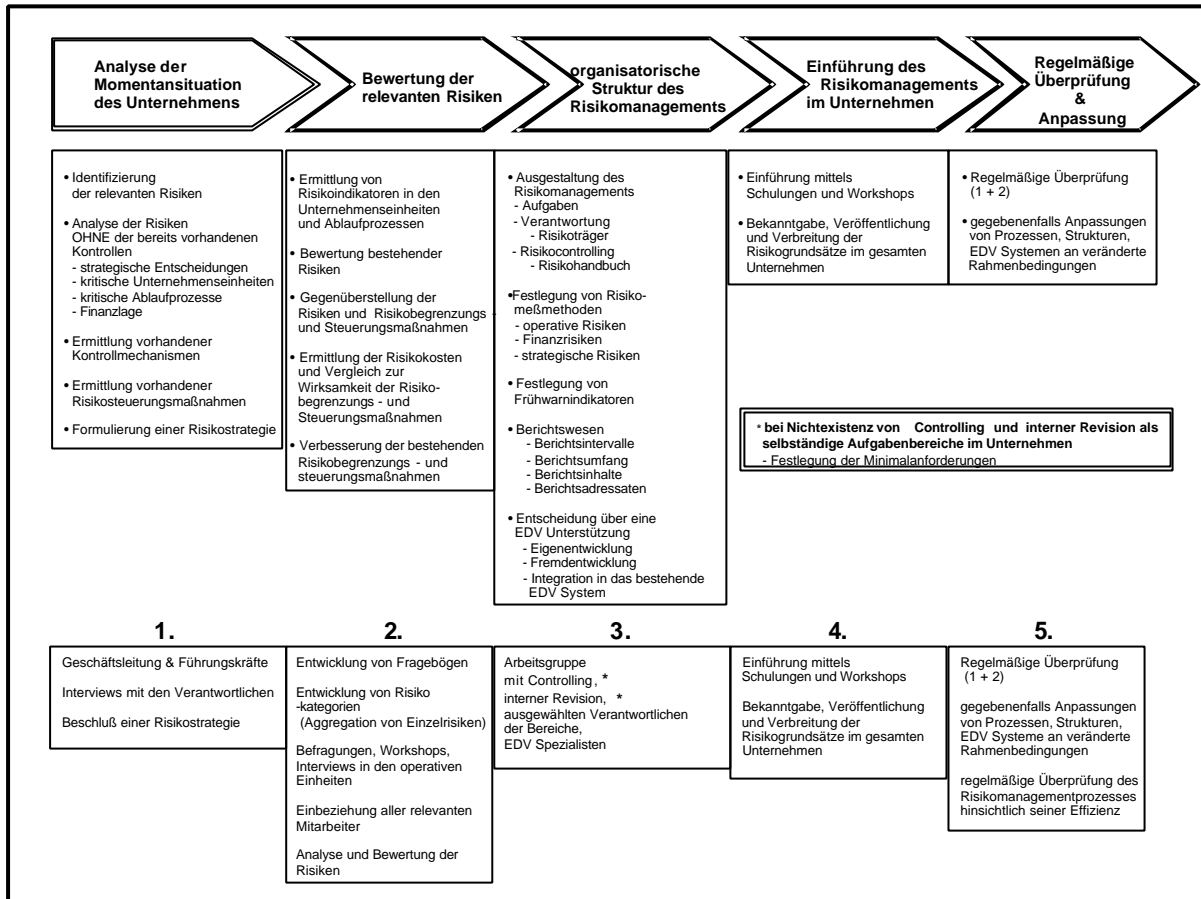 Analyse der
Momentansituation
des Unternehmens
Bewertung der
relevanten Risiken
organisatorische
Struktur des
Risikomanagements
Einführung des
Risikomanagements
im Unternehmen
Regelmäßige
Überprüfung
&
Anpassung
• Identifizierung
der relevanten Risiken
• Analyse der Risiken
OHNE der bereits vorhandenen
Kontrollen
- strategische Entscheidungen
- kritische Unternehmenseinheiten
- kritische Ablaufprozesse
- Finanzlage
• Ermittlung vorhandener
Kontrollmechanismen
• Ermittlung vorhandener
Risikosteuerungsmaßnahmen
• Formulierung einer Risikostrategie
• Ermittlung von
Risikoindikatoren in den
Unternehmenseinheiten
und Ablaufprozessen
• Bewertung bestehender
Risiken
• Gegenüberstellung der
Risiken und Risikobegrenzungs -
und Steuerungsmaßnahmen
• Ermittlung der Risikokosten
und Vergleich zur
Wirksamkeit der Risiko-
begrenzungs - und
Steuerungsmaßnahmen
• Verbesserung der bestehenden
Risikobegrenzungs - und
steuerungsmaßnahmen
• Ausgestaltung des
Risikomanagements
- Aufgaben
- Verantwortung
- Risikoträger
- Risikocontrolling
- Risikohandbuch
•Festlegung von Risiko-
meßmethoden
- operative Risiken
- Finanzrisiken
- strategische Risiken
• Festlegung von
Frühwarnindikatoren
• Berichtswesen
- Berichtsintervalle
- Berichtsumfang
- Berichtsinhalte
- Berichtsadressaten
• Entscheidung über eine
EDV Unterstützung
- Eigenentwicklung
- Fremdentwicklung
- Integration in das bestehende
EDV System
• Einführung mittels
Schulungen und Workshops
• Bekanntgabe, Veröffentlichung
und Verbreitung der
Risikogrundsätze im gesamten
Unternehmen
• Regelmäßige Überprüfung
(1 + 2)
• gegebenenfalls Anpassungen
von Prozessen, Strukturen,
EDV Systemen an veränderte
Rahmenbedingungen
* bei Nichtexistenz von Controlling und interner Revision als
selbständige Aufgabenbereiche im Unternehmen
- Festlegung der Minimalanforderungen
1.
2.
3.
4.
5.
Geschäftsleitung & Führungskräfte
Interviews mit den Verantwortlichen
Beschluß einer Risikostrategie
Entwicklung von Fragebögen
Entwicklung von Risiko
-kategorien
(Aggregation von Einzelrisiken)
Befragungen, Workshops,
Interviews in den operativen
Einheiten
Einbeziehung aller relevanten
Mitarbeiter
Analyse und Bewertung der
Risiken
Arbeitsgruppe
mit Controlling, *
interner Revision, *
ausgewählten Verantwortlichen
der Bereiche,
EDV Spezialisten
Einführung mittels
Schulungen und Workshops
Bekanntgabe, Veröffentlichung
und Verbreitung der
Risikogrundsätze im gesamten
Unternehmen
Regelmäßige Überprüfung
(1 + 2)
gegebenenfalls Anpassungen
von Prozessen, Strukturen,
EDV Systeme an veränderte
Rahmenbedingungen
regelmäßige Überprüfung des
Risikomanagementprozesses
hinsichtlich seiner Effizienz